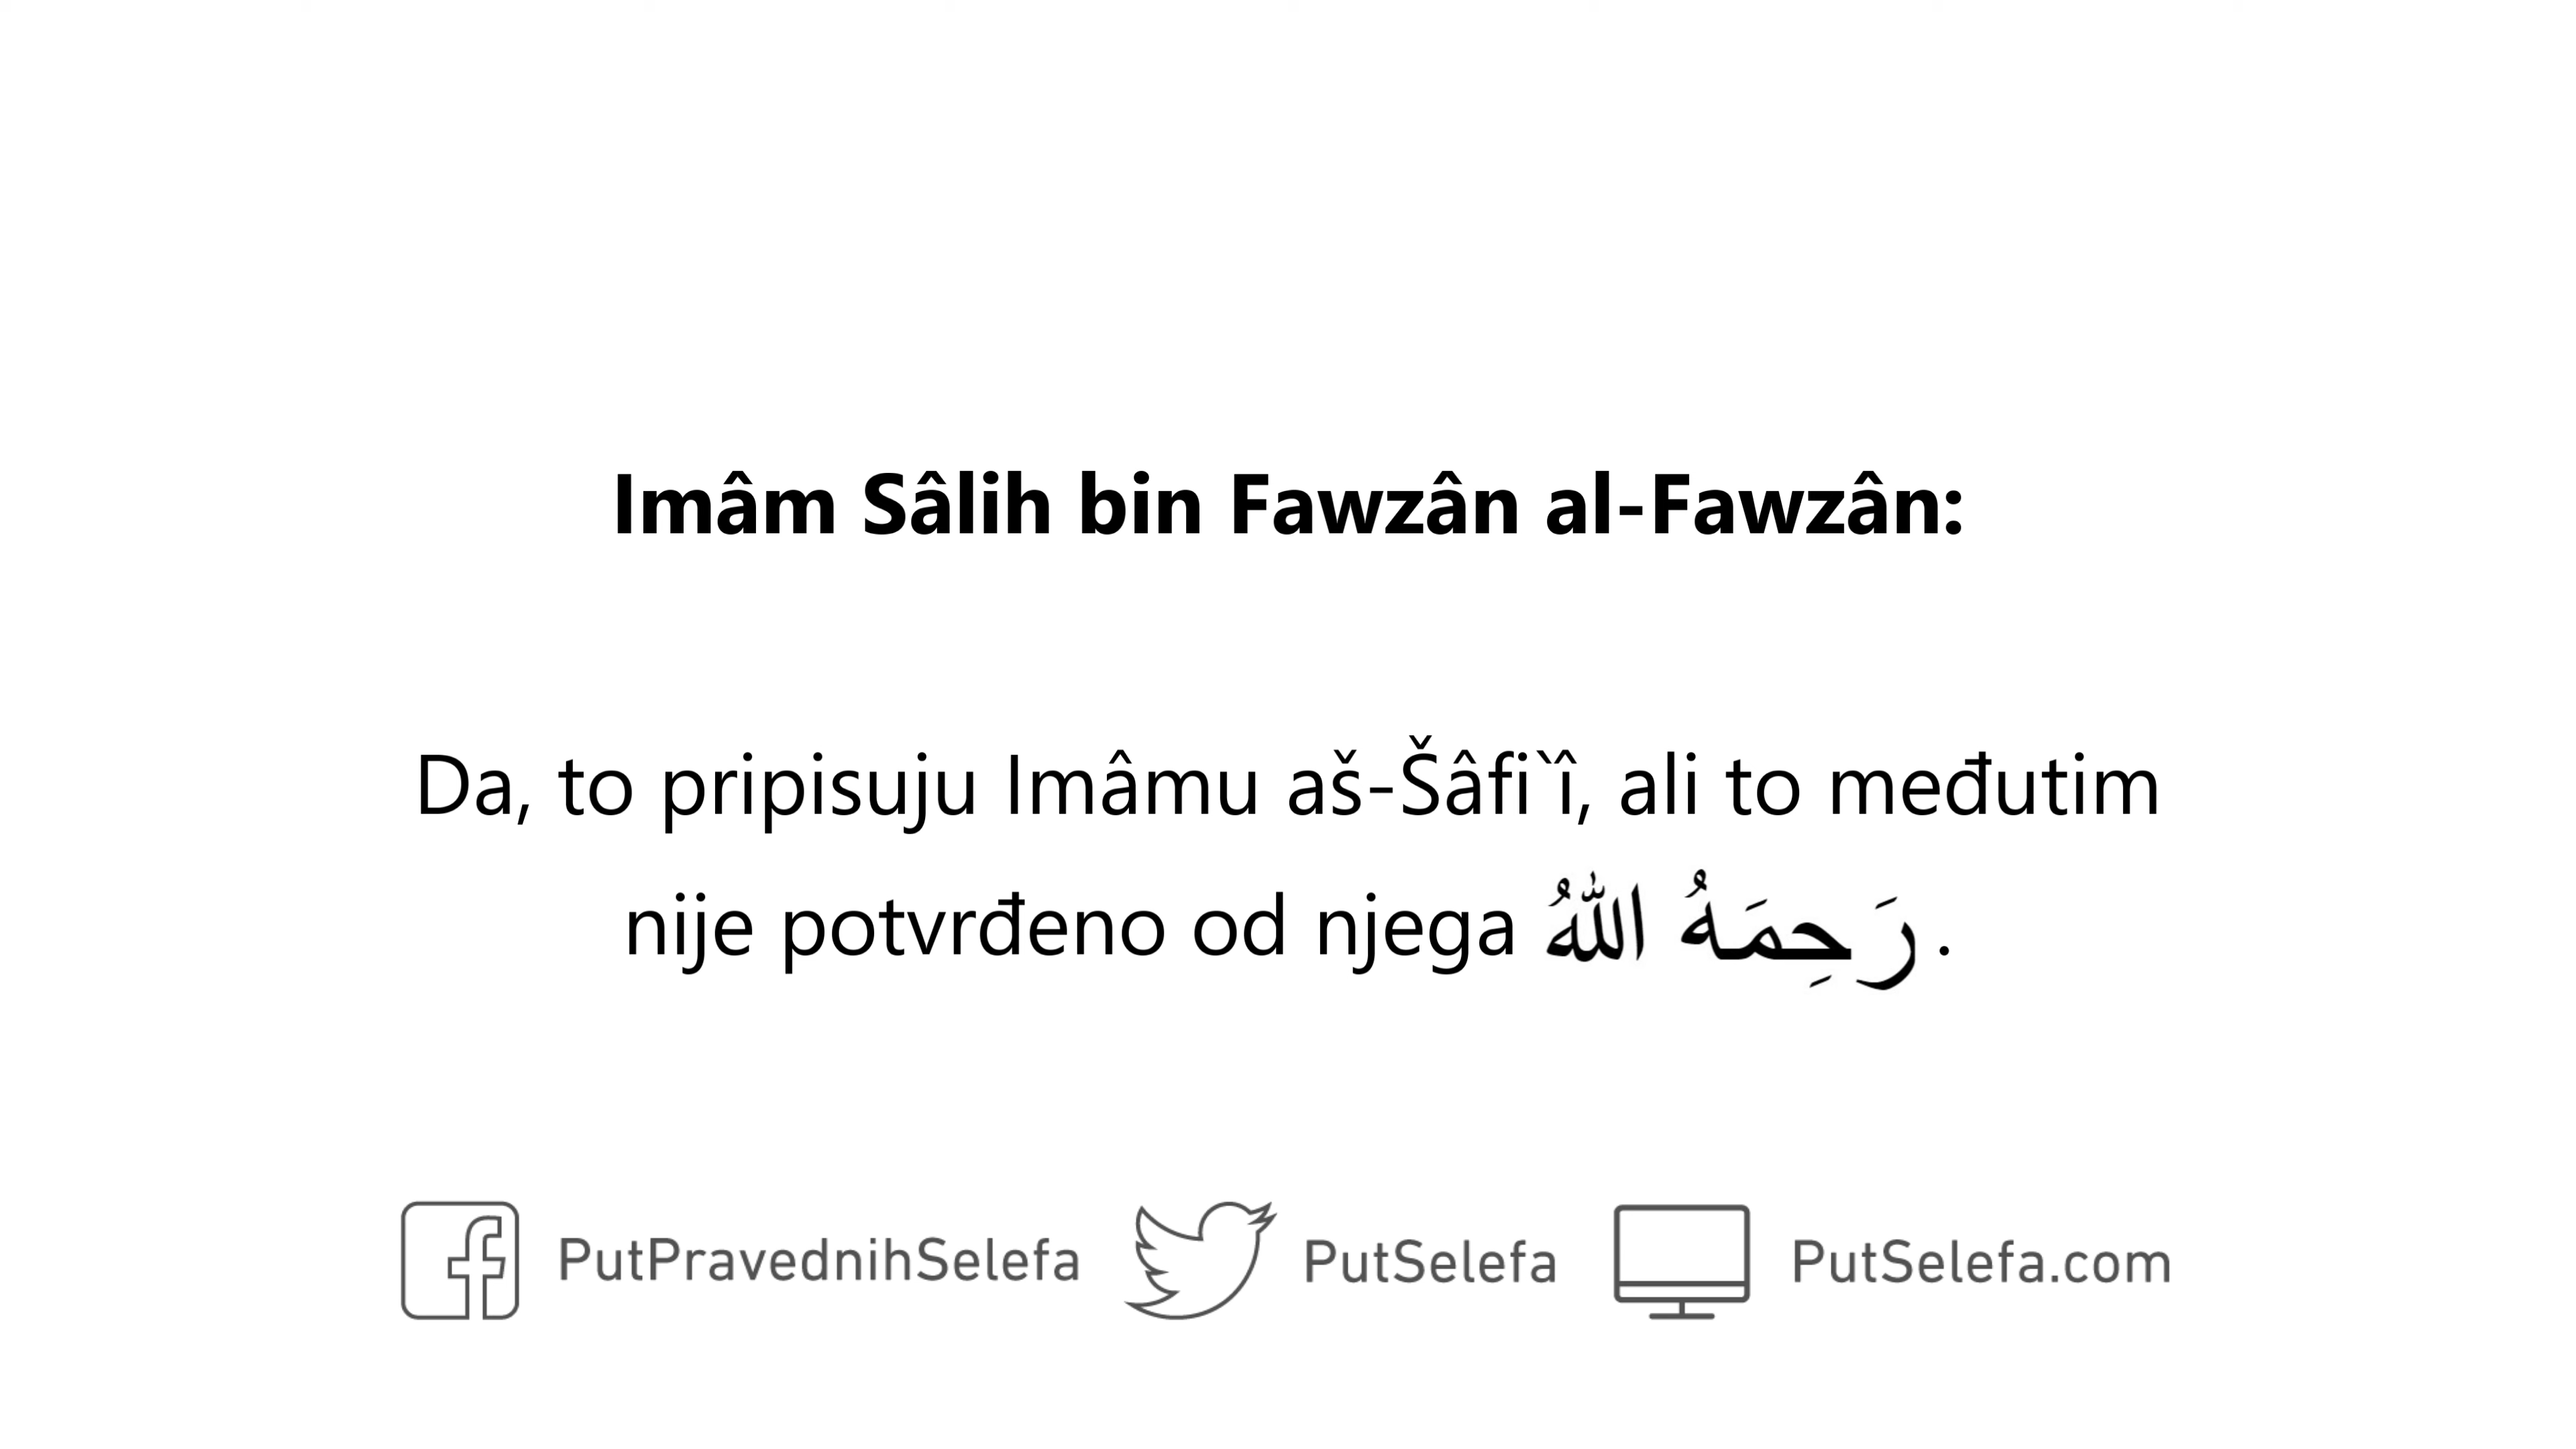 Imâm Sâlih bin Fawzân al-Fawzân:
Da, to pripisuju Imâmu aš-Šâfi`î, ali to međutim
nije potvrđeno od njega رَحِمَهُ اللهُ .
PutPravednihSelefa PutSelefa PutSelefa.com